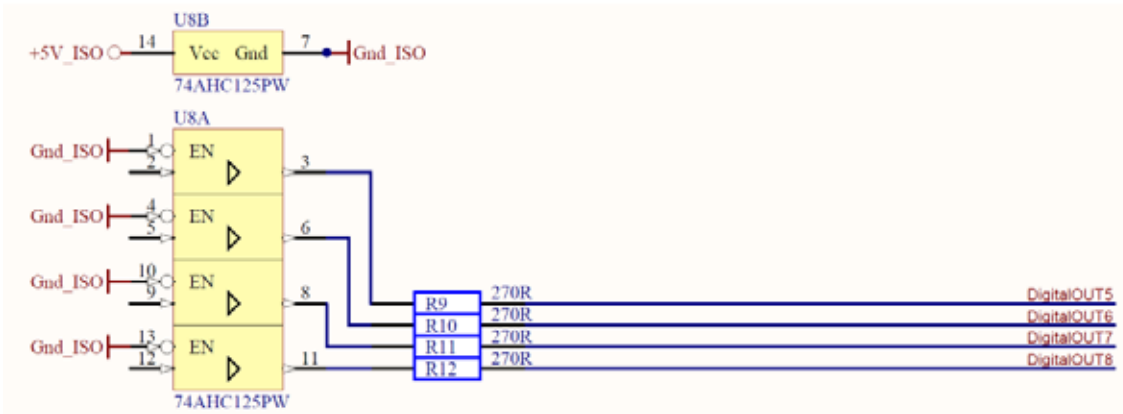 U8B
+5V_ISO 14 Vcc Gnd 7 Gnd_ISO
74AHC125PW
U8A
Gnd_ISO 1 EN
2 3
Gnd_ISO 4 EN
5 6
Gnd_ISO 10 EN
9 8
R9 270R DigitalOUT5
R10 270R DigitalOUT6
Gnd_ISO 13 EN R11 270R DigitalOUT7
12 11 R12 270R DigitalOUT8
74AHC125PW